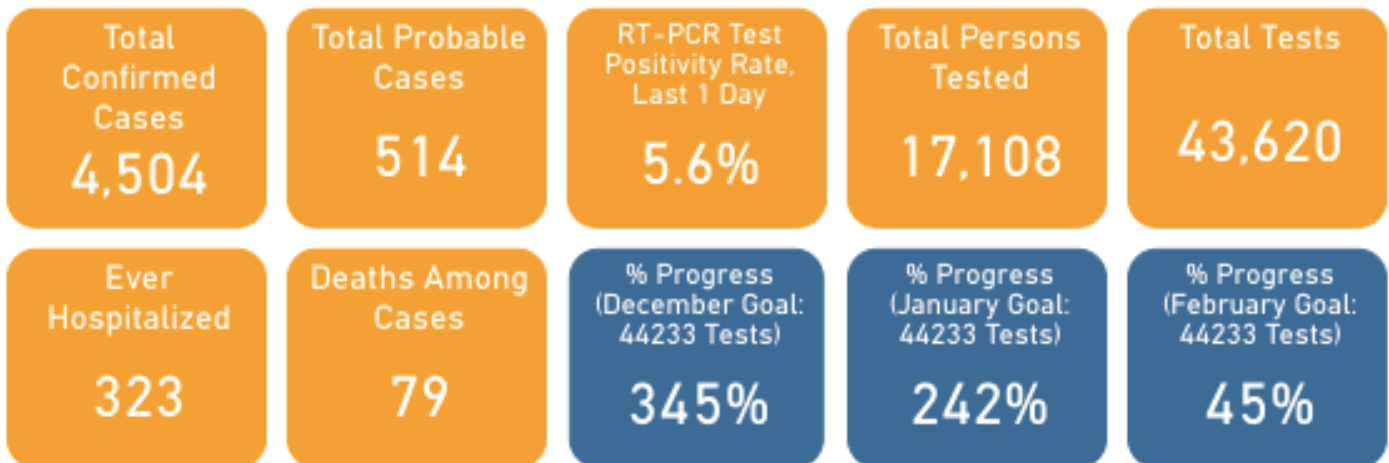 Total
Confirmed
Cases
4,504
Total Probable
Cases
514
RT-PCR Test
Positivity Rate,
Last 1 Day
5.6%
Total Persons
Tested
17,108
Total Tests
43,620
Ever
Hospitalized
323
Deaths Among
Cases
79
% Progress
(December Goal:
44233 Tests)
345%
% Progress
(January Goal:
44233 Tests)
242%
% Progress
(February Goal:
44233 Tests)
45%